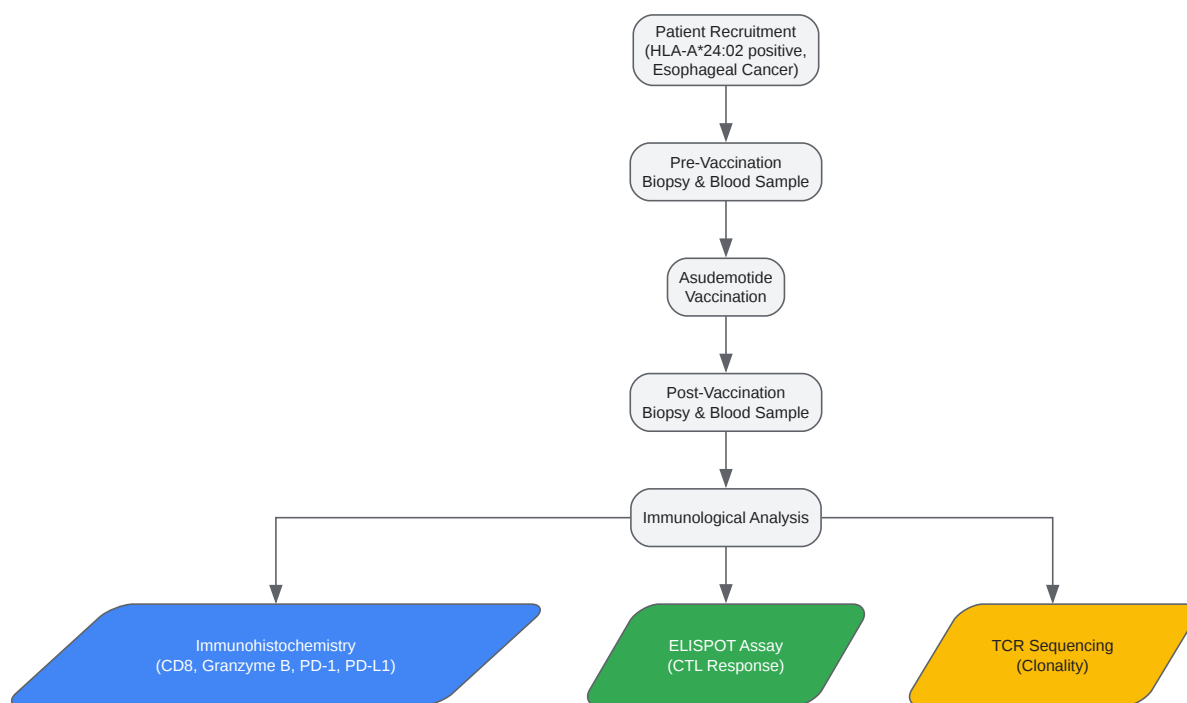 Patient Recruitment
(HLA-A*24:02 positive,
Esophageal Cancer)
Pre-Vaccination
Biopsy & Blood Sample
Asudemotide
Vaccination
Post-Vaccination
Biopsy & Blood Sample
Immunological Analysis
Immunohistochemistry
(CD8, Granzyme B, PD-1, PD-L1)
ELISPOT Assay
(CTL Response)
TCR Sequencing
(Clonality)